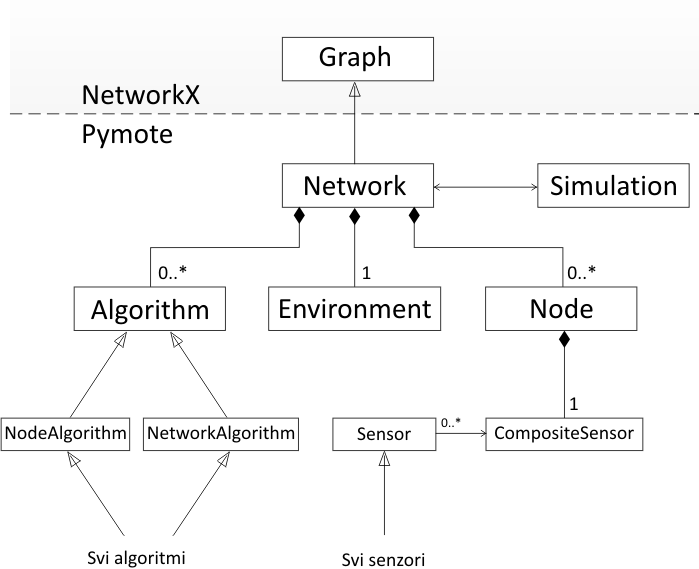 Graph
NetworkX
Pymote
Network
Simulation
0..*
1
0..*
Algorithm
Environment
Node
1
NodeAlgorithm
NetworkAlgorithm
Sensor
0..*
CompositeSensor
Svi algoritmi
Svi senzori